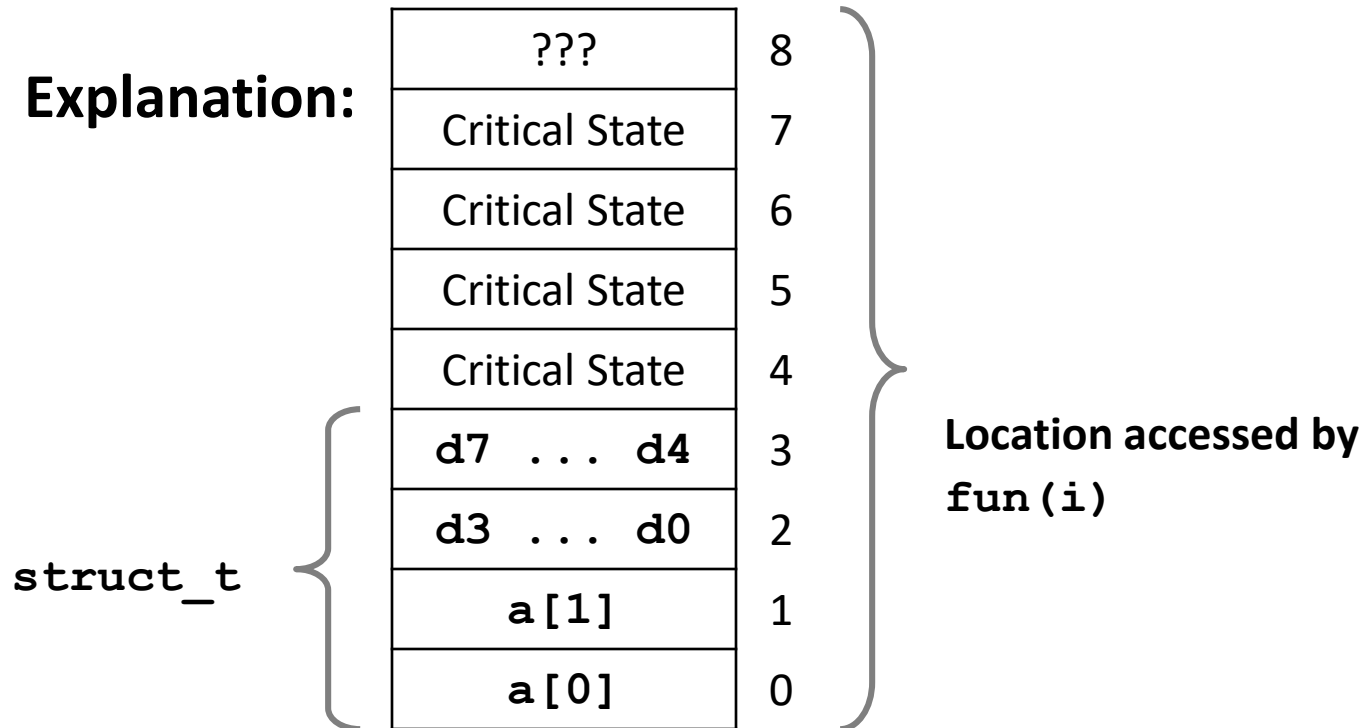 Explanation:
??? 8
Critical State 7
Critical State 6
Critical State 5
Critical State 4
d7 ... d4 3
d3 ... d0 2
a[1] 1
a[0] 0
struct_t
Location accessed by
fun(i)